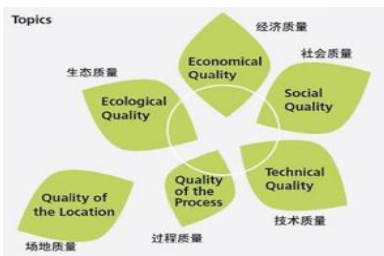 Topics
经济质量
Economical
Quality
社会质量
Social
Quality
生态质量
Ecological
Quality
Technical
Quality
技术质量
Quality
of the
Process
过程质量
Quality of
the Location
场地质量